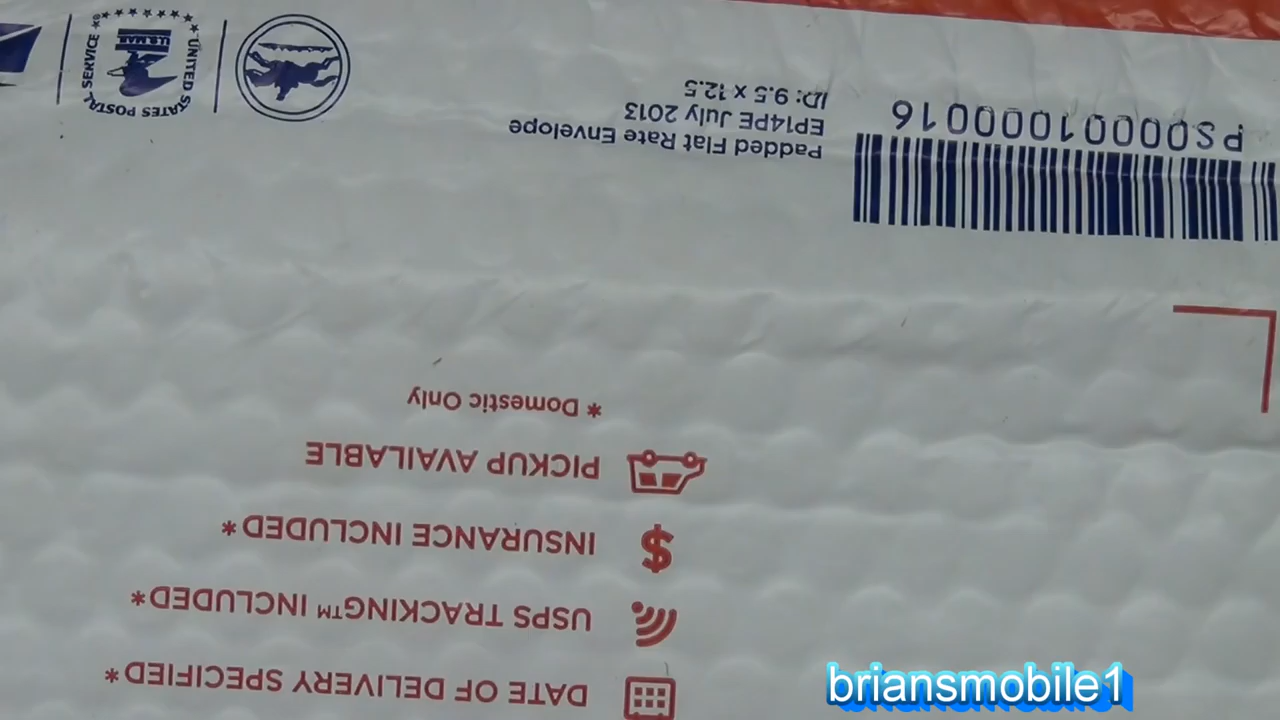 DATE OF DELIVERY SPECIFIED*
USPS TRACKING™ INCLUDED*
$ INSURANCE INCLUDED*
PICKUP AVAILABLE
* Domestic Only
PS00001000016
Padded Flat Rate Envelope
EP14PE July 2013
ID: 9.5 x 12.5
UNITED STATES POSTAL SERVICE
U.S.MAIL
briansmobile1